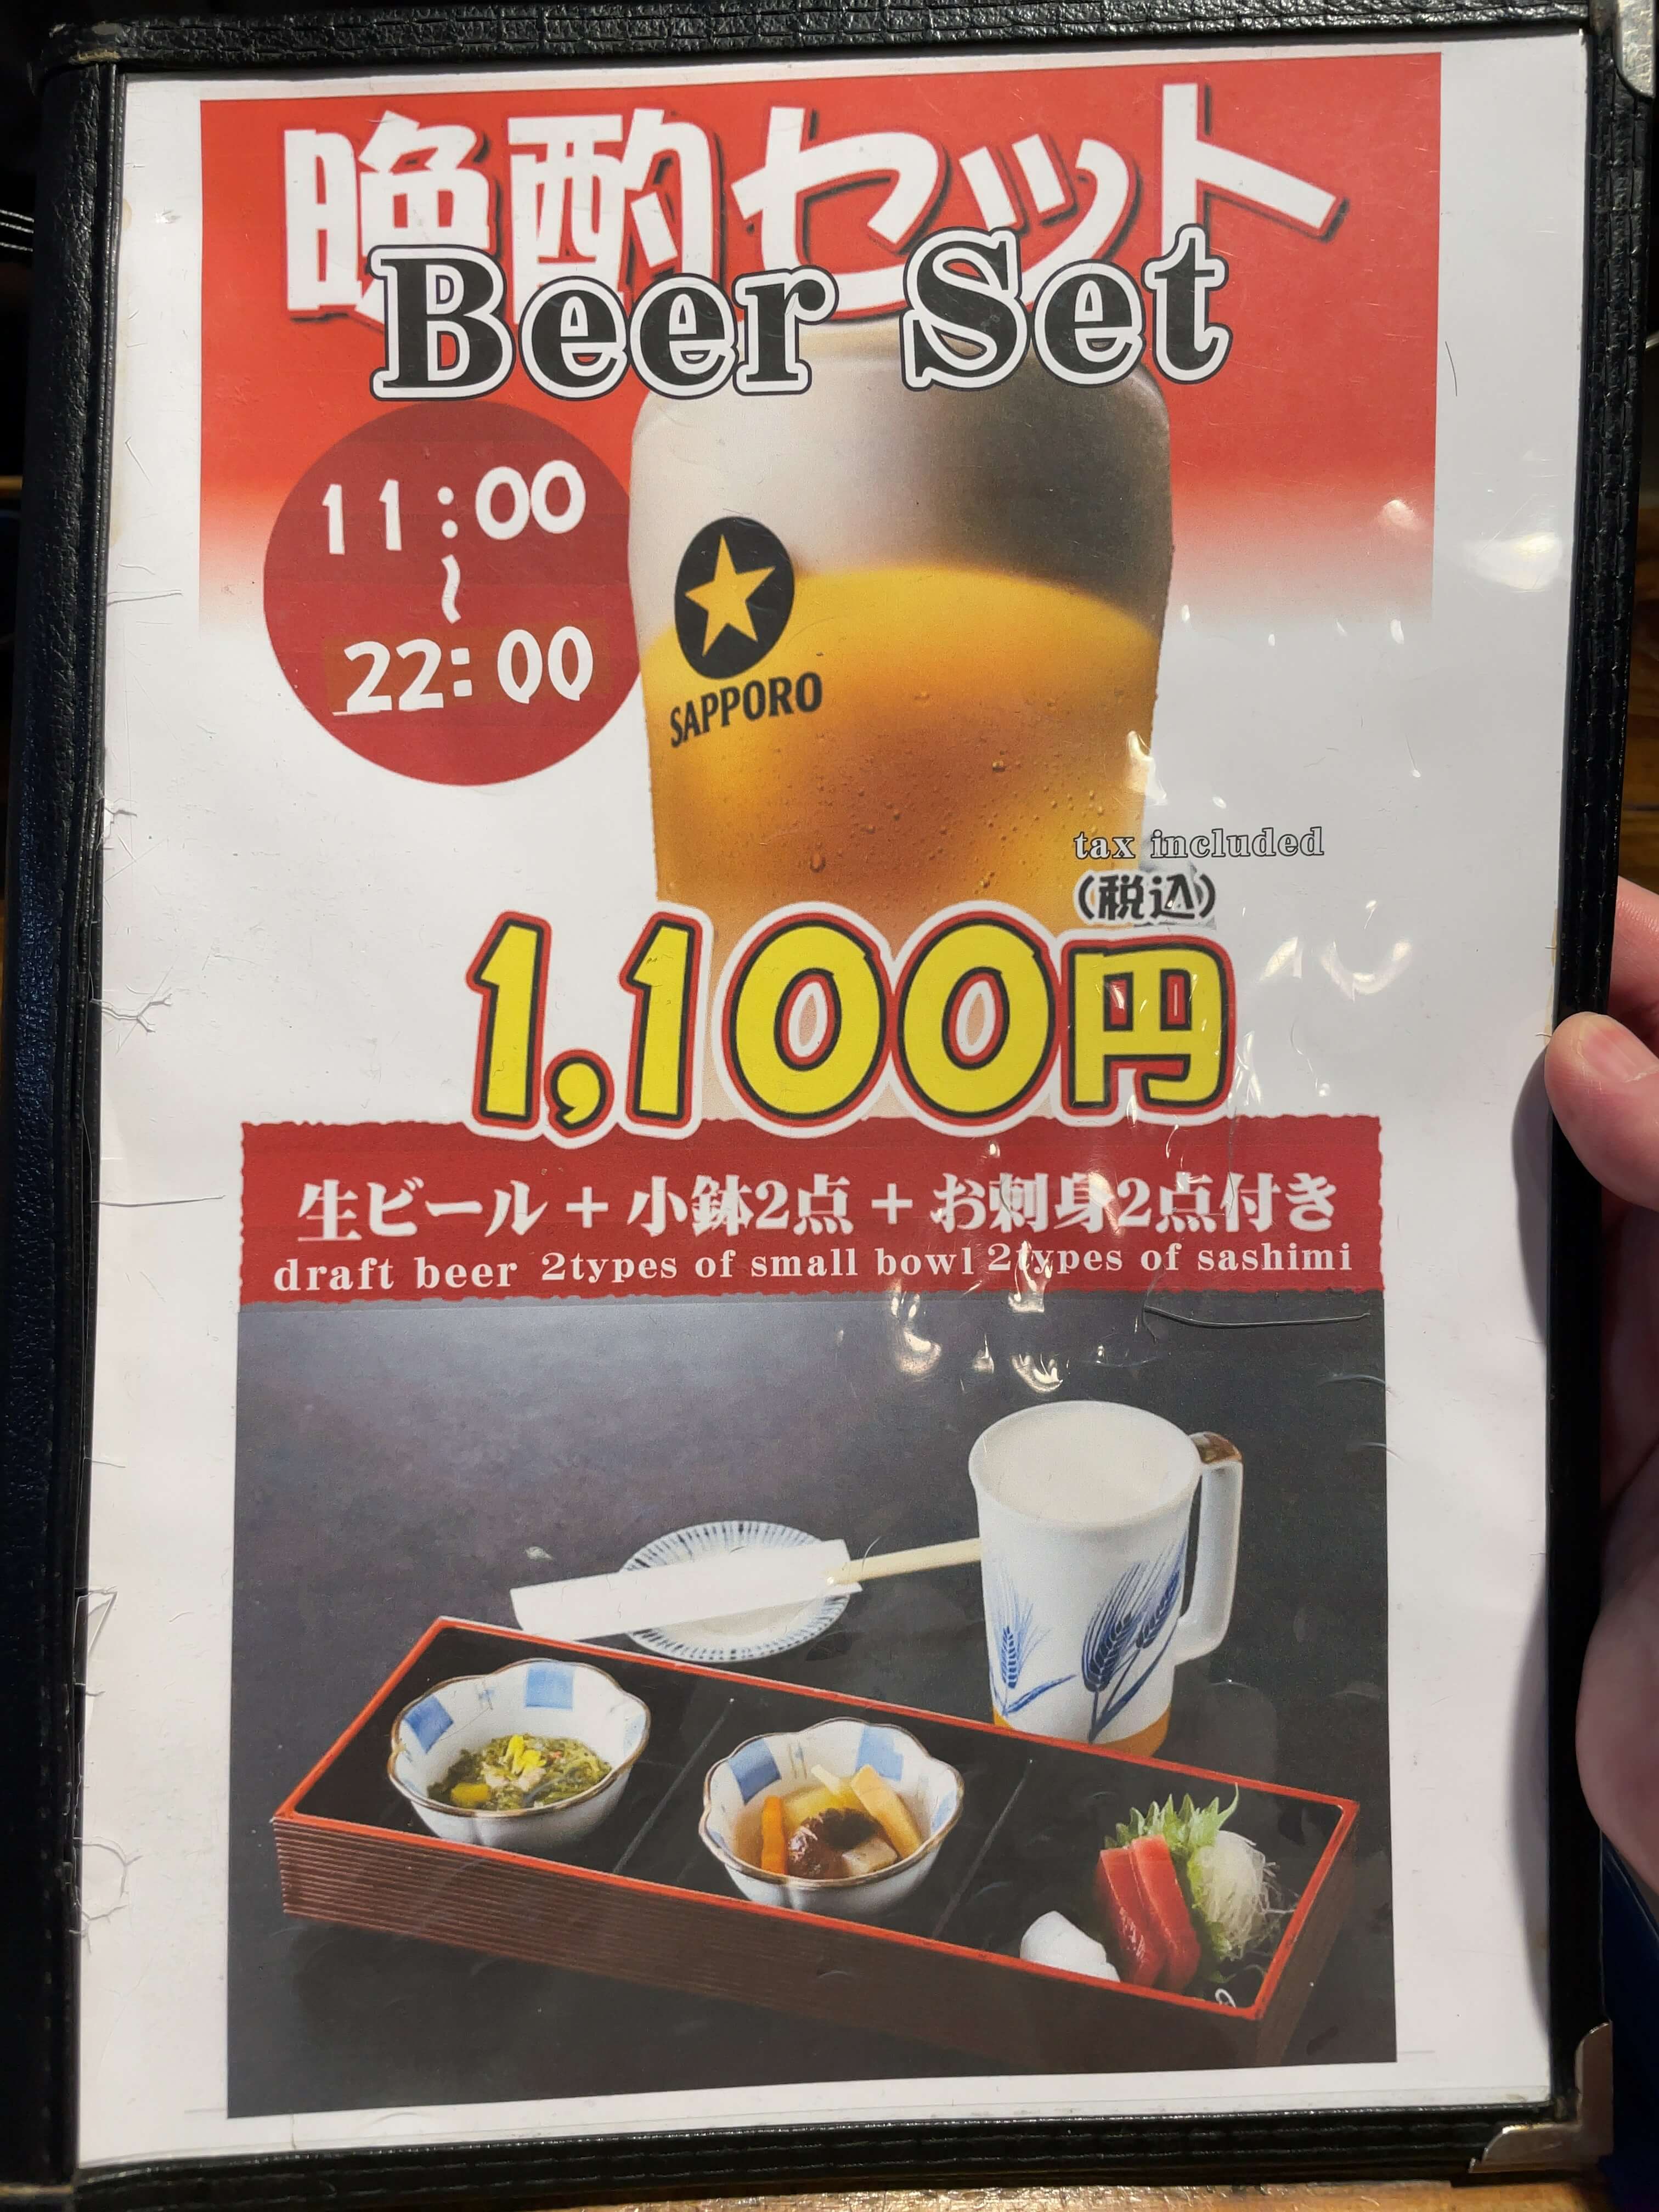 晩酌セット
Beer Set
11:00
~
22:00
SAPPORO
tax included
(税込)
1,100円
生ビール+小鉢2点+お刺身2点付き
draft beer 2types of small bowl 2types of sashimi